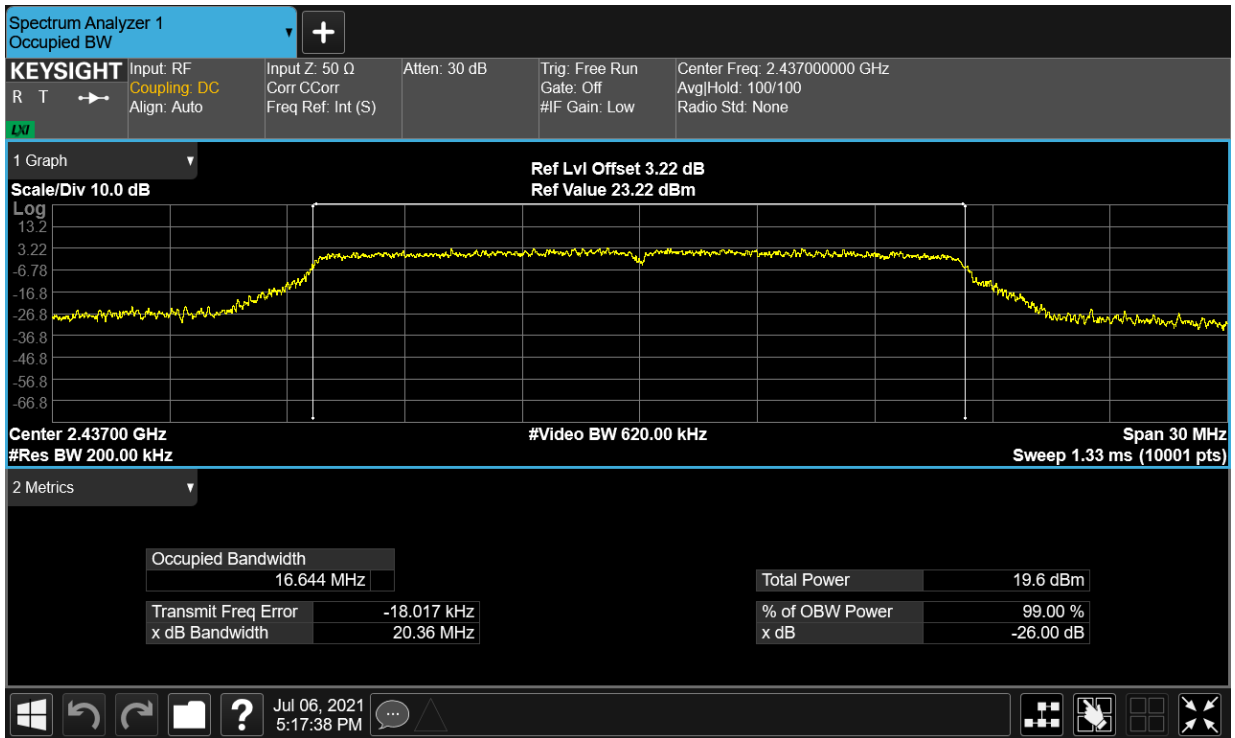 Spectrum Analyzer 1
Occupied BW
KEYSIGHT
R T
LXI
Input: RF
Coupling: DC
Align: Auto
Input Z: 50 Ω
Corr CCorr
Freq Ref: Int (S)
Atten: 30 dB
Trig: Free Run
Gate: Off
#IF Gain: Low
Center Freq: 2.437000000 GHz
Avg|Hold: 100/100
Radio Std: None
1 Graph
Scale/Div 10.0 dB
Ref Lvl Offset 3.22 dB
Ref Value 23.22 dBm
Log
13.2
3.22
-6.78
-16.8
-26.8
-36.8
-46.8
-56.8
-66.8
Center 2.43700 GHz
#Video BW 620.00 kHz
Span 30 MHz
#Res BW 200.00 kHz
Sweep 1.33 ms (10001 pts)
2 Metrics
Occupied Bandwidth
16.644 MHz
Total Power 19.6 dBm
Transmit Freq Error -18.017 kHz
% of OBW Power 99.00 %
x dB Bandwidth 20.36 MHz
x dB -26.00 dB
?
Jul 06, 2021
5:17:38 PM